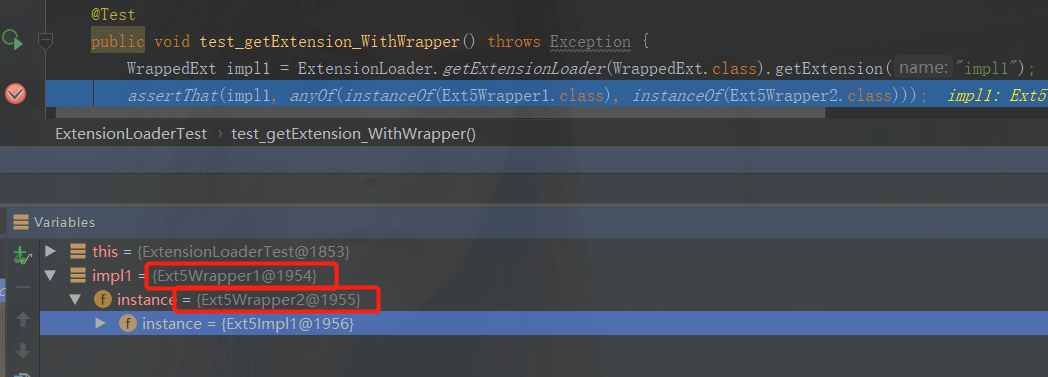 @Test
public void test_getExtension_WithWrapper() throws Exception {
WrappedExt impl1 = ExtensionLoader.getExtensionLoader(WrappedExt.class).getExtension( name: "impl1");
assertThat(impl1, anyOf(instanceOf(Ext5Wrapper1.class), instanceOf(Ext5Wrapper2.class))); impl1: Ext5
ExtensionLoaderTest › test_getExtension_WithWrapper()
Variables
this = {ExtensionLoaderTest@1853}
impl1 = {Ext5Wrapper1@1954}
f instance = {Ext5Wrapper2@1955}
f instance = {Ext5Impl1@1956}